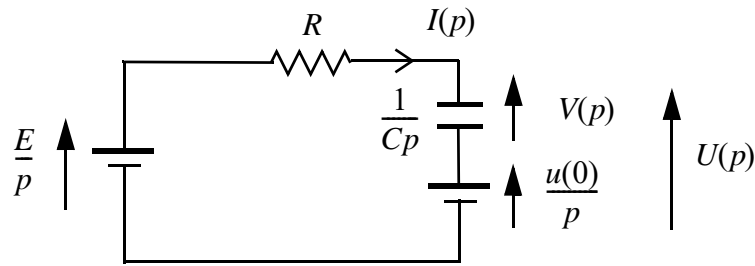 R
I(p)
E/p
1/Cp
V(p)
U(p)
u(0)/p